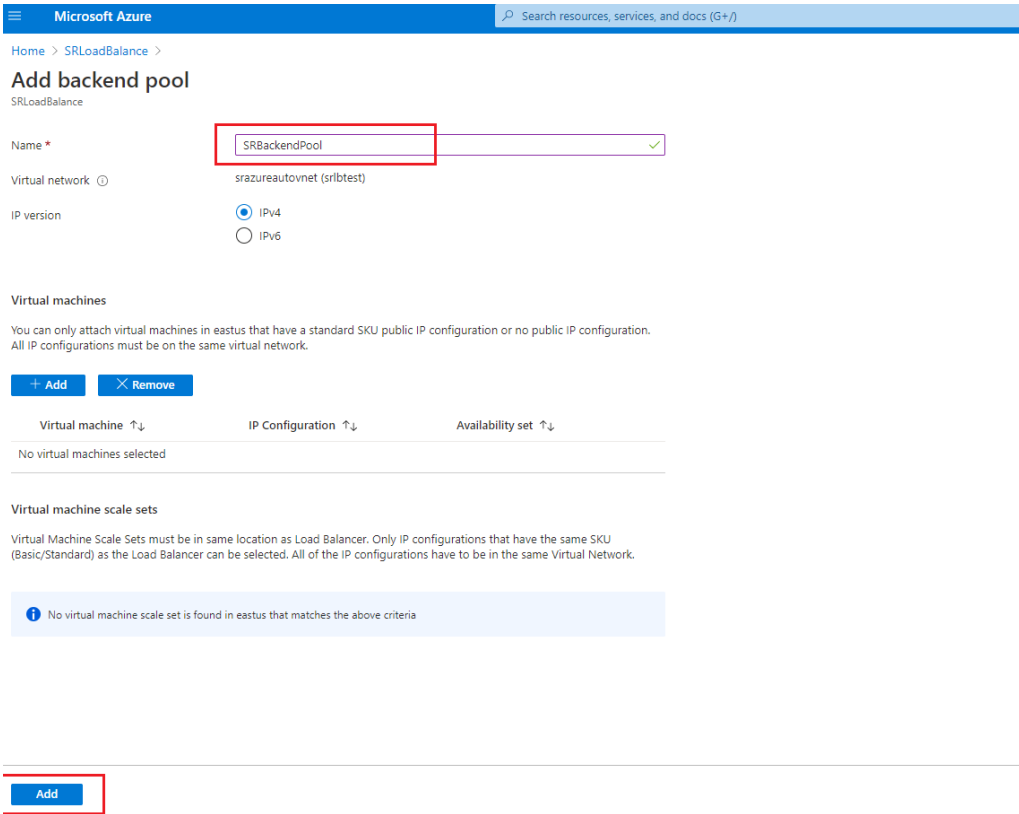 Microsoft Azure
Search resources, services, and docs (G+/)
Home > SRLoadBalance >
Add backend pool
SRLoadBalance
Name *
SRBackendPool
Virtual network
srazureautovnet (srlbtest)
IP version
IPv4
IPv6
Virtual machines
You can only attach virtual machines in eastus that have a standard SKU public IP configuration or no public IP configuration.
All IP configurations must be on the same virtual network.
+ Add
Remove
Virtual machine ↑↓ IP Configuration ↑↓ Availability set ↑↓
No virtual machines selected
Virtual machine scale sets
Virtual Machine Scale Sets must be in same location as Load Balancer. Only IP configurations that have the same SKU
(Basic/Standard) as the Load Balancer can be selected. All of the IP configurations have to be in the same Virtual Network.
No virtual machine scale set is found in eastus that matches the above criteria
Add